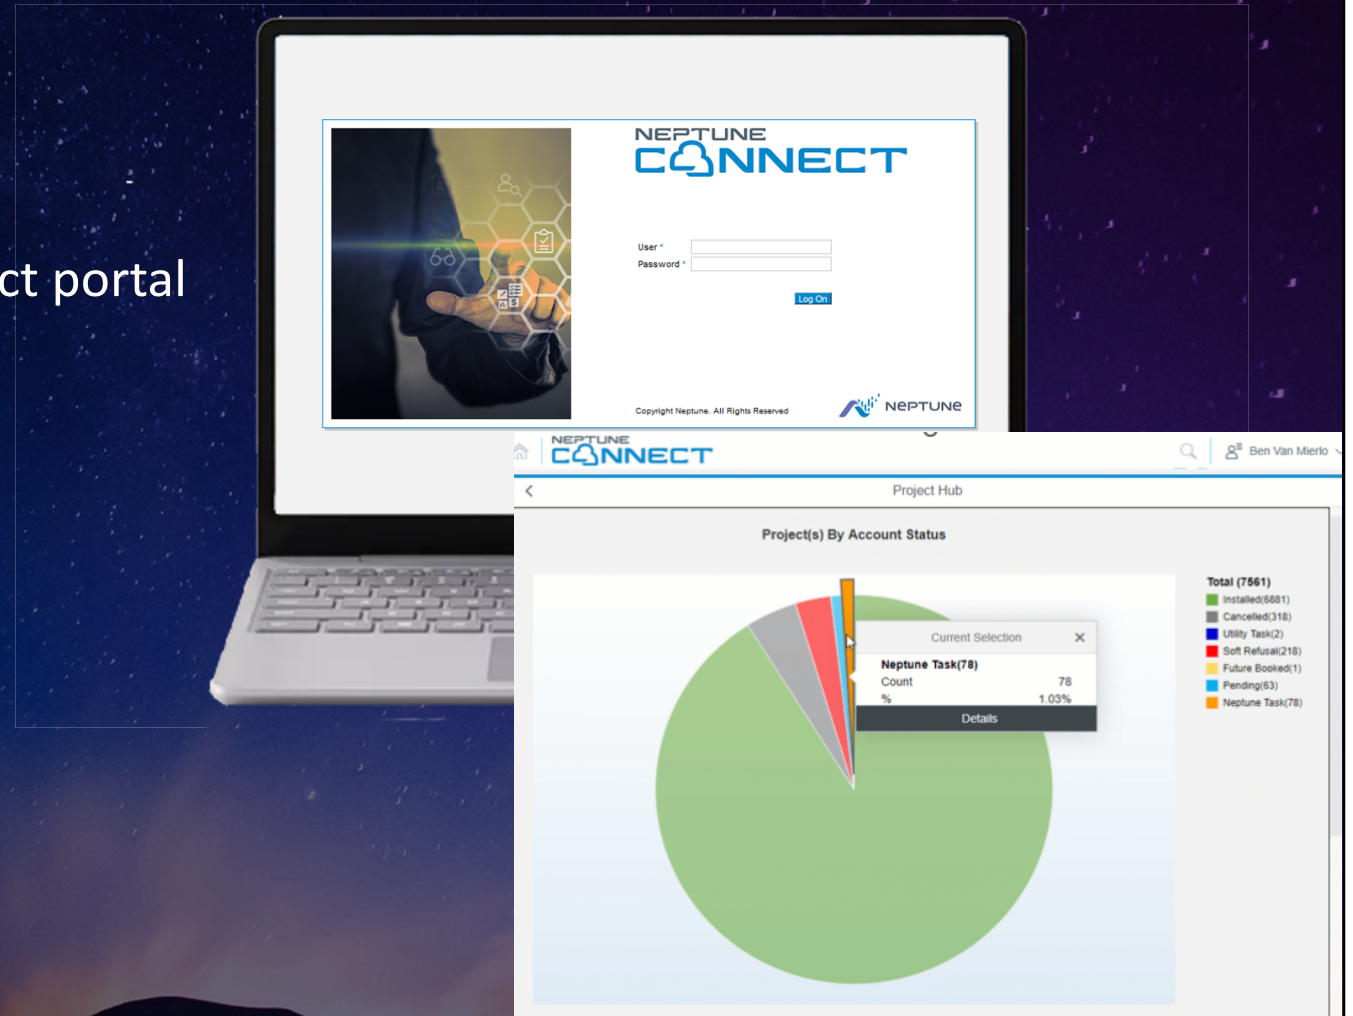 ct portal
NEPTUNE
CONNECT
User *
Password *
Log On
Copyright Neptune. All Rights Reserved
NEPTUNE
NEPTUNE
CONNECT
Ben Van Mierlo
Project Hub
Project(s) By Account Status
Total (7561)
Installed(6881)
Cancelled(318)
Utility Task(2)
Soft Refusal(218)
Future Booked(1)
Pending(63)
Neptune Task(78)
Current Selection
Neptune Task(78)
Count 78
% 1.03%
Details